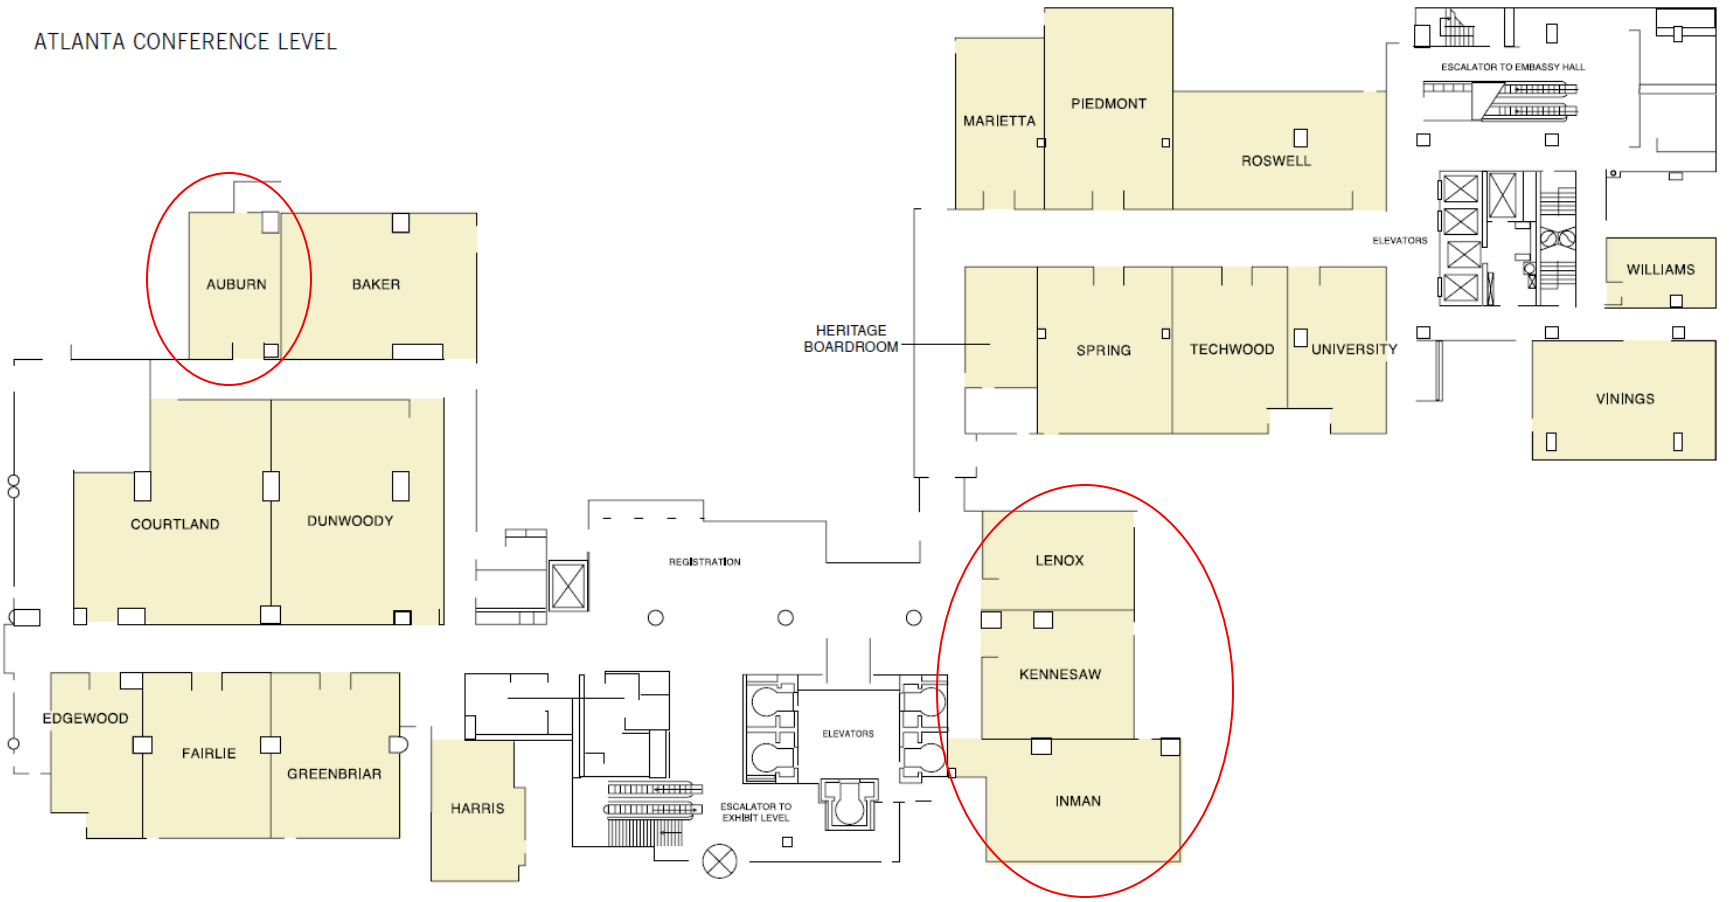 ATLANTA CONFERENCE LEVEL
ESCALATOR TO EMBASSY HALL
PIEDMONT
MARIETTA
ROSWELL
ELEVATORS
WILLIAMS
AUBURN
BAKER
HERITAGE
BOARDROOM
SPRING
TECHWOOD
UNIVERSITY
VININGS
COURTLAND
DUNWOODY
REGISTRATION
LENOX
KENNESAW
EDGEWOOD
FAIRLIE
GREENBRIAR
ELEVATORS
HARRIS
ESCALATOR TO
EXHIBIT LEVEL
INMAN